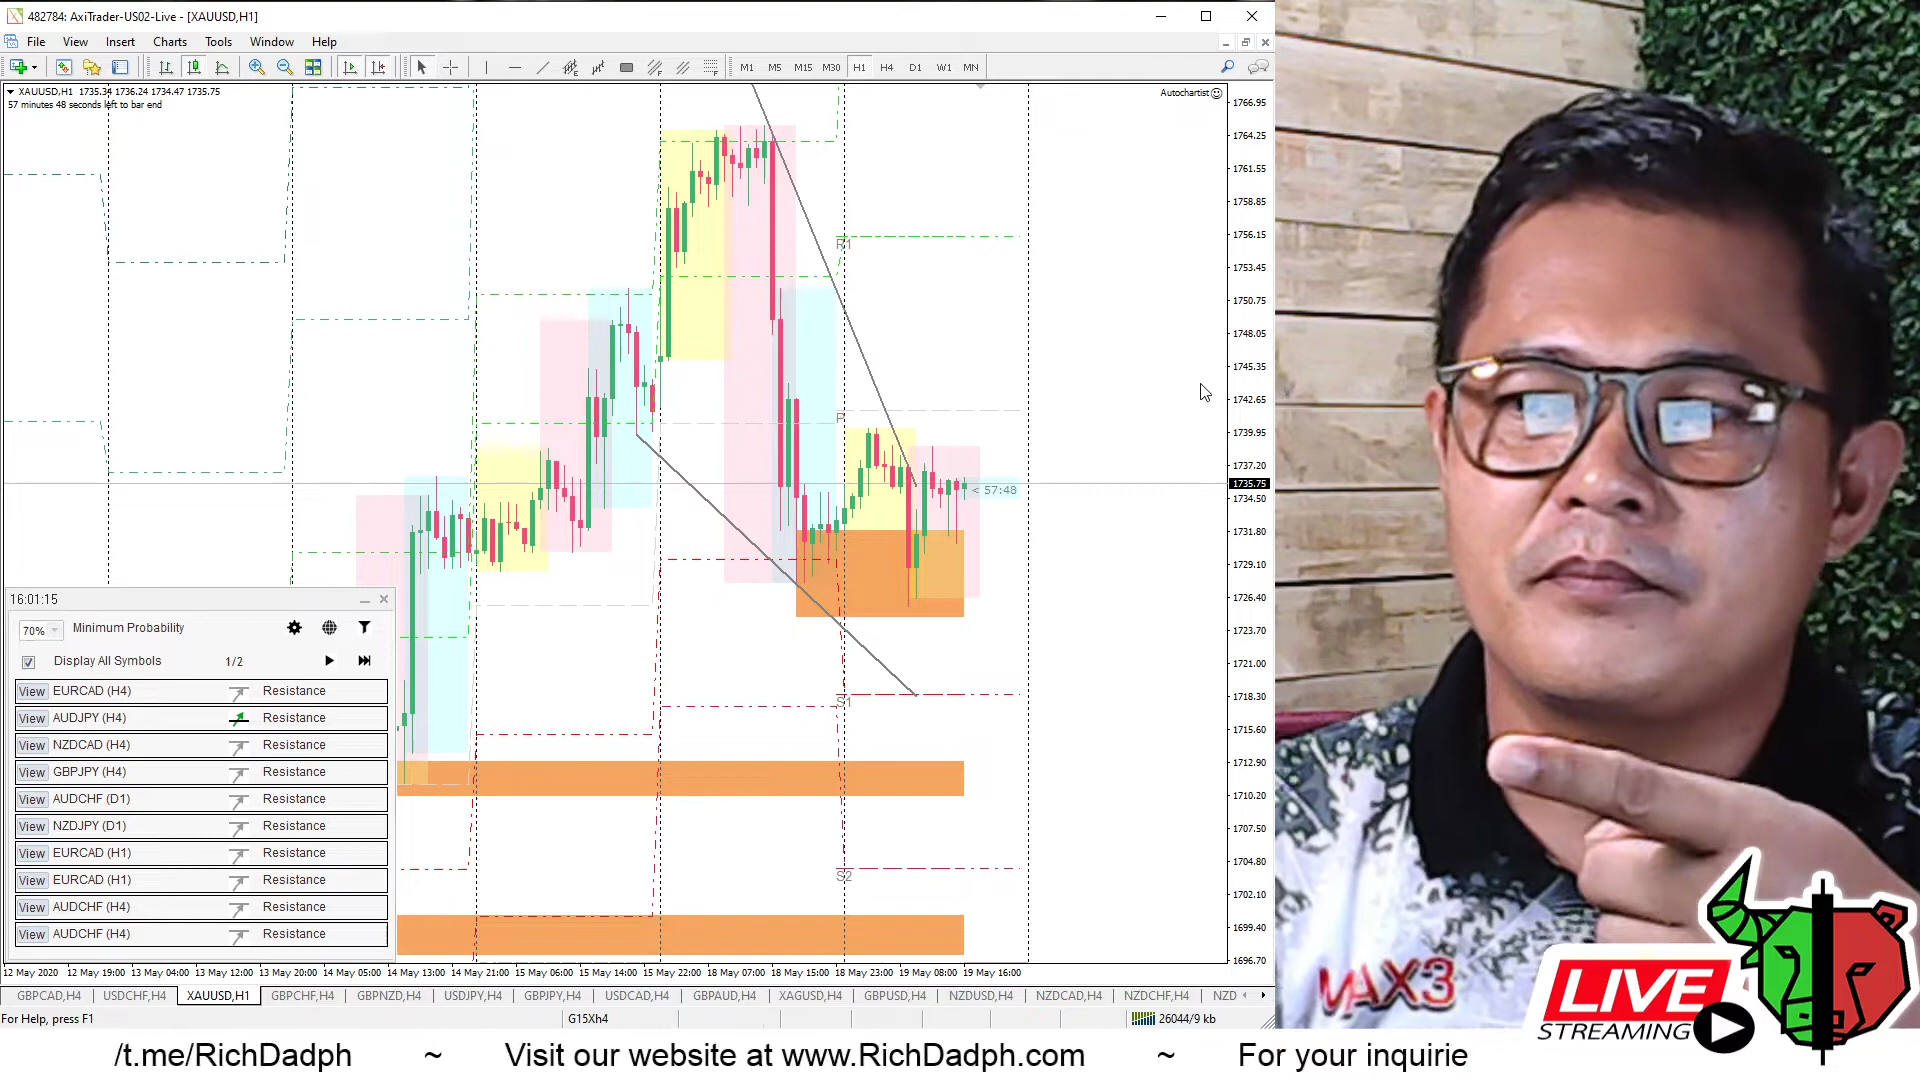 482784: AxiTrader-US02-Live - [XAUUSD,H1]
File View Insert Charts Tools Window Help
M1 M5 M15 M30 H1 H4 D1 W1 MN
XAUUSD,H1 1735.34 1736.24 1734.47 1735.75
57 minutes 48 seconds left to bar end
Autochartist
1766.95
1764.25
1761.55
1758.85
1756.15
1753.45
1750.75
1748.05
1745.35
1742.65
1739.95
1737.20
1735.75
1734.50
1731.80
1729.10
1726.40
1723.70
1721.00
1718.30
1715.60
1712.90
1710.20
1707.50
1704.80
1702.10
1699.40
1696.70
R1
P
< 57:48
S1
S2
16:01:15
70% Minimum Probability
Display All Symbols 1/2
View EURCAD (H4) Resistance
View AUDJPY (H4) Resistance
View NZDCAD (H4) Resistance
View GBPJPY (H4) Resistance
View AUDCHF (D1) Resistance
View NZDJPY (D1) Resistance
View EURCAD (H1) Resistance
View EURCAD (H1) Resistance
View AUDCHF (H4) Resistance
View AUDCHF (H4) Resistance
12 May 2020 12 May 19:00 13 May 04:00 13 May 12:00 13 May 20:00 14 May 05:00 14 May 13:00 14 May 21:00 15 May 06:00 15 May 14:00 15 May 22:00 18 May 07:00 18 May 15:00 18 May 23:00 19 May 08:00 19 May 16:00
GBPCAD,H4 USDCHF,H4 XAUUSD,H1 GBPCHF,H4 GBPNZD,H4 USDJPY,H4 GBPJPY,H4 USDCAD,H4 GBPAUD,H4 XAGUSD,H4 GBPUSD,H4 NZDUSD,H4 NZDCAD,H4 NZDCHF,H4 NZD
For Help, press F1 G15Xh4 26044/9 kb
MAX3
LIVE
STREAMING
/t.me/RichDadph ~ Visit our website at www.RichDadph.com ~ For your inquirie